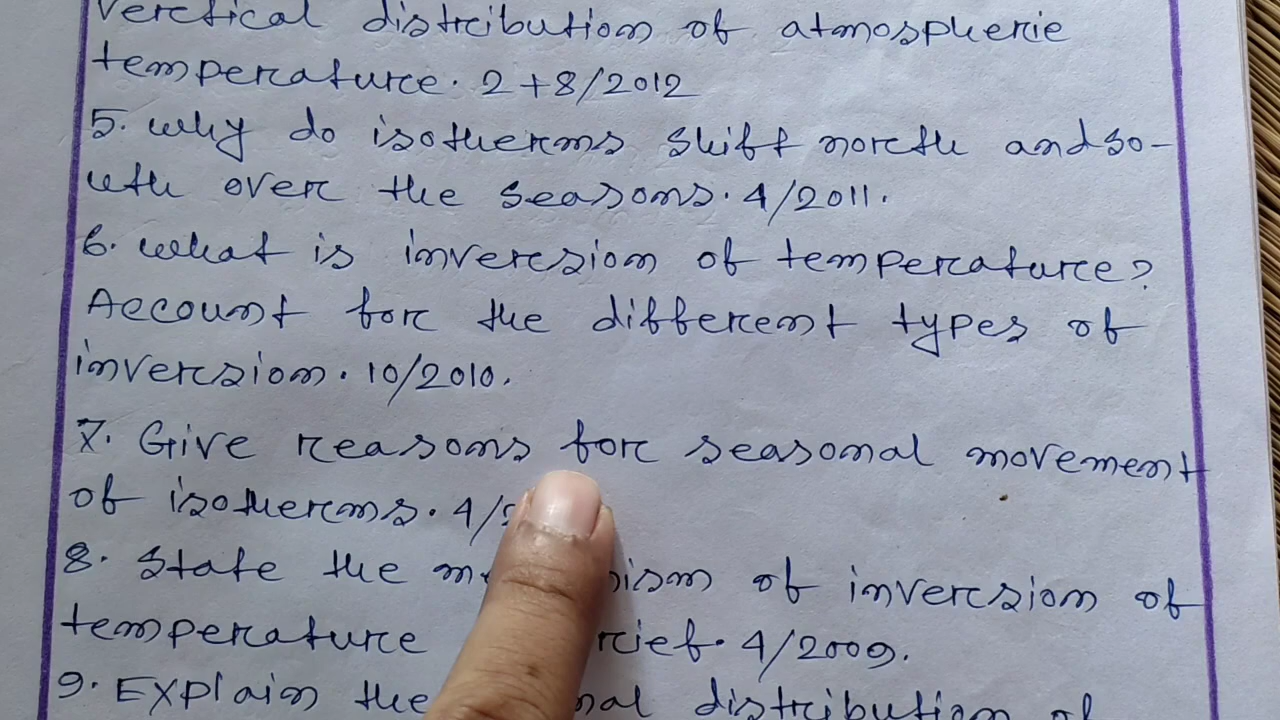 Vertical distribution of atmospheric
temperature. 2+8/2012
5. why do isotherms shift north and so-
uth over the seasons. 4/2011.
6. what is inversion of temperature?
Account for the different types of
inversion. 10/2010.
7. Give reasons for seasonal movement
of isotherms. 4/
8. State the of inversion of
temperature 4/2009.
9. Explain the distribution of